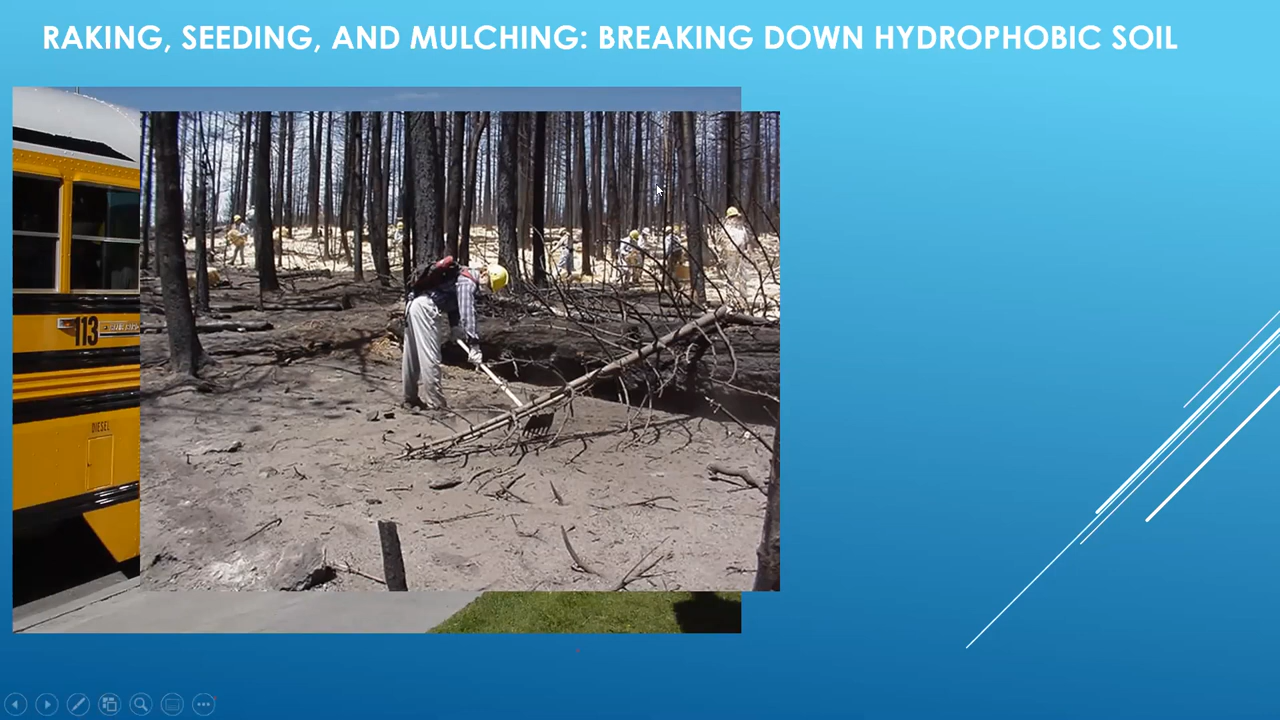 RAKING, SEEDING, AND MULCHING: BREAKING DOWN HYDROPHOBIC SOIL
113
DIESEL